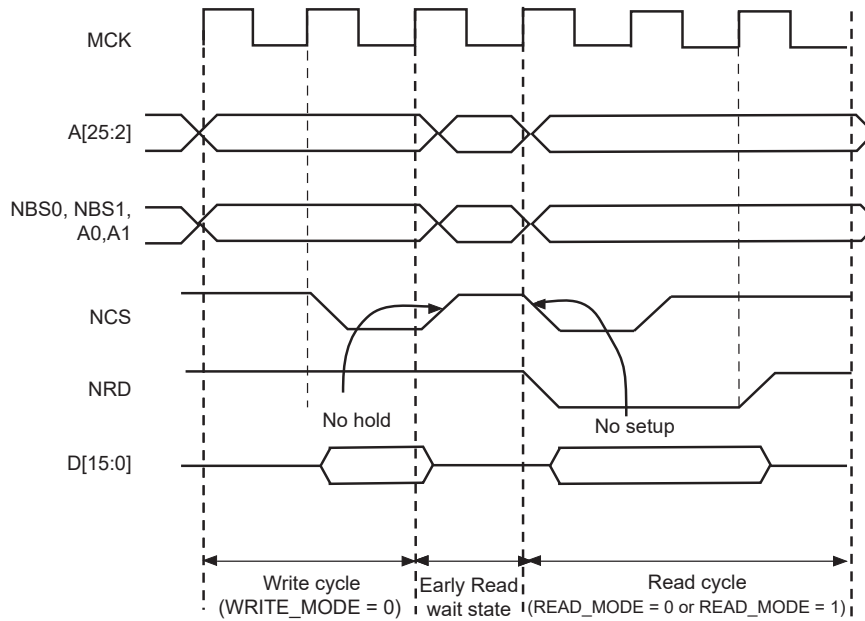 MCK
A[25:2]
NBS0, NBS1,
A0,A1
NCS
NRD
No hold
No setup
D[15:0]
Write cycle
(WRITE_MODE = 0)
Early Read
wait state
Read cycle
(READ_MODE = 0 or READ_MODE = 1)